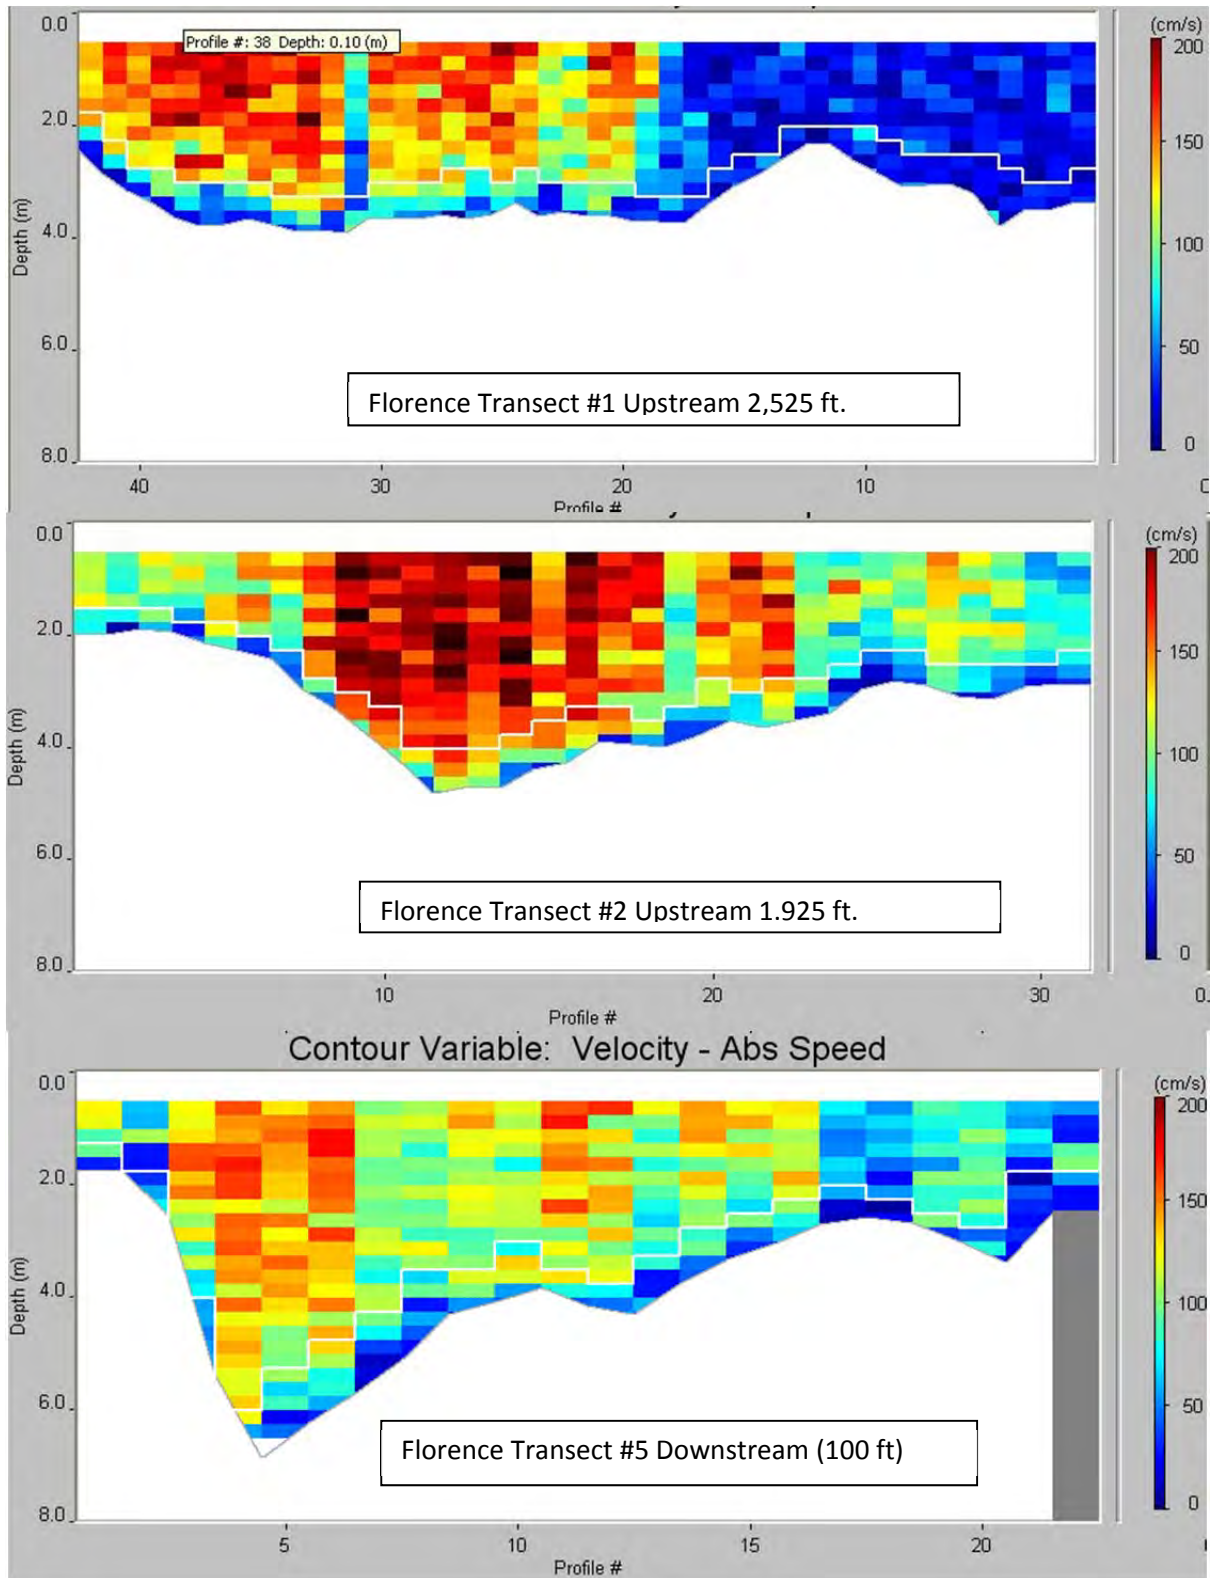 (cm/s)
0.0
Profile #: 38 Depth: 0.10 (m)
200
2.0
150
Depth (m)
4.0
100
6.0
50
Florence Transect #1 Upstream 2,525 ft.
0
8.0
40 30 20 10
Profile #
(cm/s)
0.0
200
2.0
150
Depth (m)
4.0
100
6.0
50
Florence Transect #2 Upstream 1.925 ft.
0
8.0
10 20 30 0.
Profile #
Contour Variable: Velocity - Abs Speed
(cm/s)
0.0
200
2.0
150
Depth (m)
4.0
100
6.0
50
Florence Transect #5 Downstream (100 ft)
0
8.0
5 10 15 20
Profile #